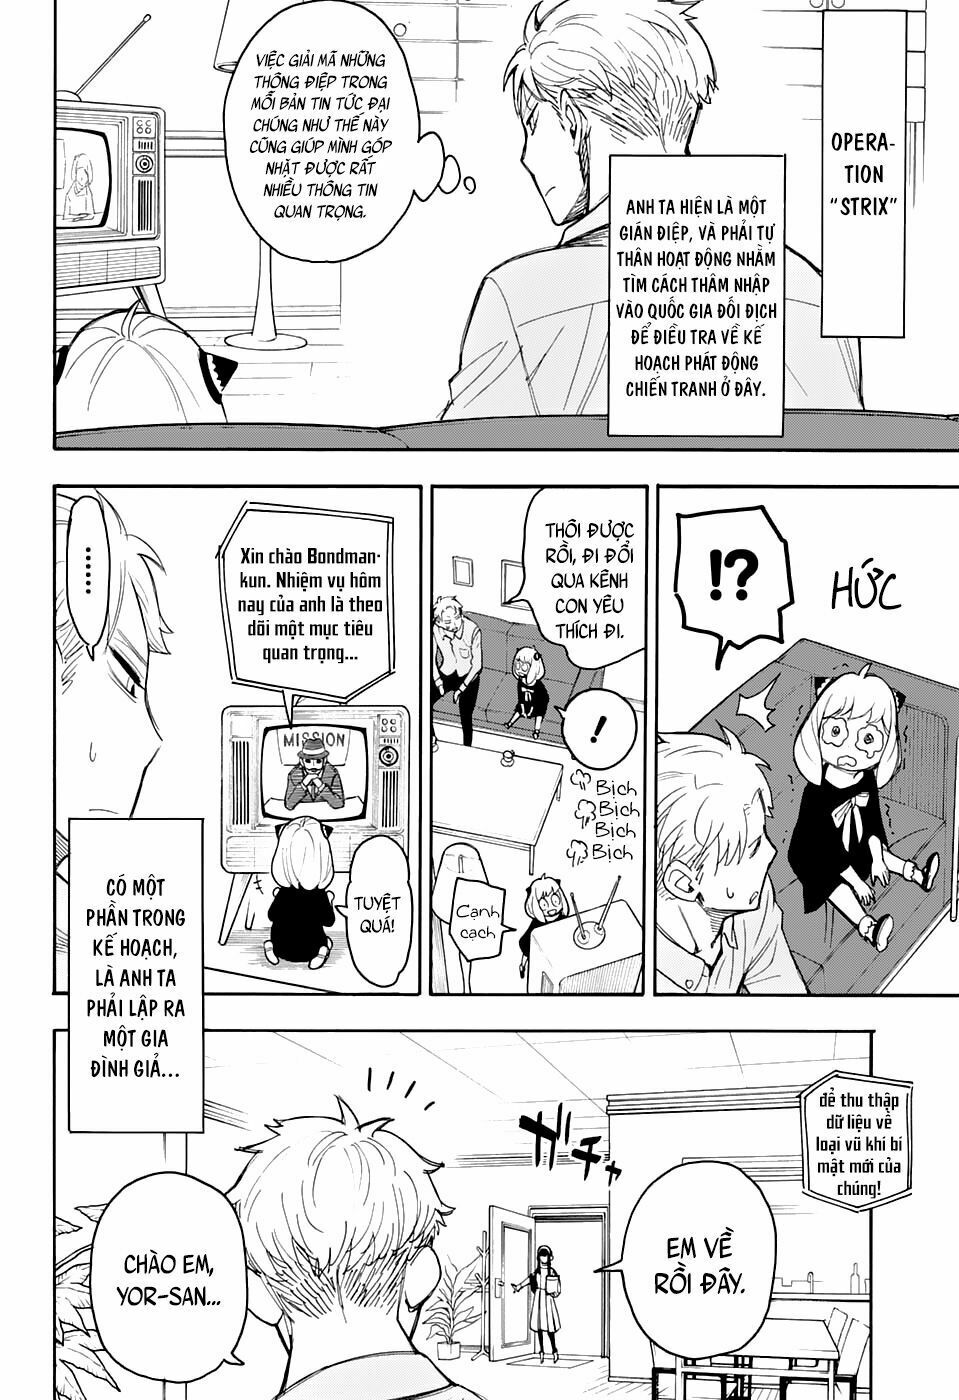 OPERA-
TION
“STRIX”
ANH TA HIỆN LÀ MỘT
GIÁN ĐIỆP, VÀ PHẢI TỰ
THÂN HOẠT ĐỘNG NHẰM
TÌM CÁCH THÂM NHẬP
VÀO QUỐC GIA ĐỐI ĐỊCH
ĐỂ ĐIỀU TRA VỀ KẾ
HOẠCH PHÁT ĐỘNG
CHIẾN TRANH Ở ĐÂY.
VIỆC GIẢI MÃ NHỮNG
THÔNG ĐIỆP TRONG
MỖI BẢN TIN TỨC ĐẠI
CHÚNG NHƯ THẾ NÀY
CŨNG GIÚP MÌNH GÓP
NHẶT ĐƯỢC RẤT
NHIỀU THÔNG TIN
QUAN TRỌNG.
!?
HỨC
THÔI ĐƯỢC
RỒI, ĐI ĐỔI
QUA KÊNH
CON YÊU
THÍCH ĐI.
!
Bịch
Bịch
Bịch
Bịch
Cạnh
cạch
Xin chào Bondman-
kun. Nhiệm vụ hôm
nay của anh là theo
dõi một mục tiêu
quan trọng...
MISSION
TUYỆT
QUÁ!
........
CÓ MỘT
PHẦN TRONG
KẾ HOẠCH,
LÀ ANH TA
PHẢI LẬP RA
MỘT GIA
ĐÌNH GIẢ...
để thu thập
dữ liệu về
loại vũ khí bí
mật mới của
chúng!
EM VỀ
RỒI ĐÂY.
ガチャ
CHÀO EM,
YOR-SAN...